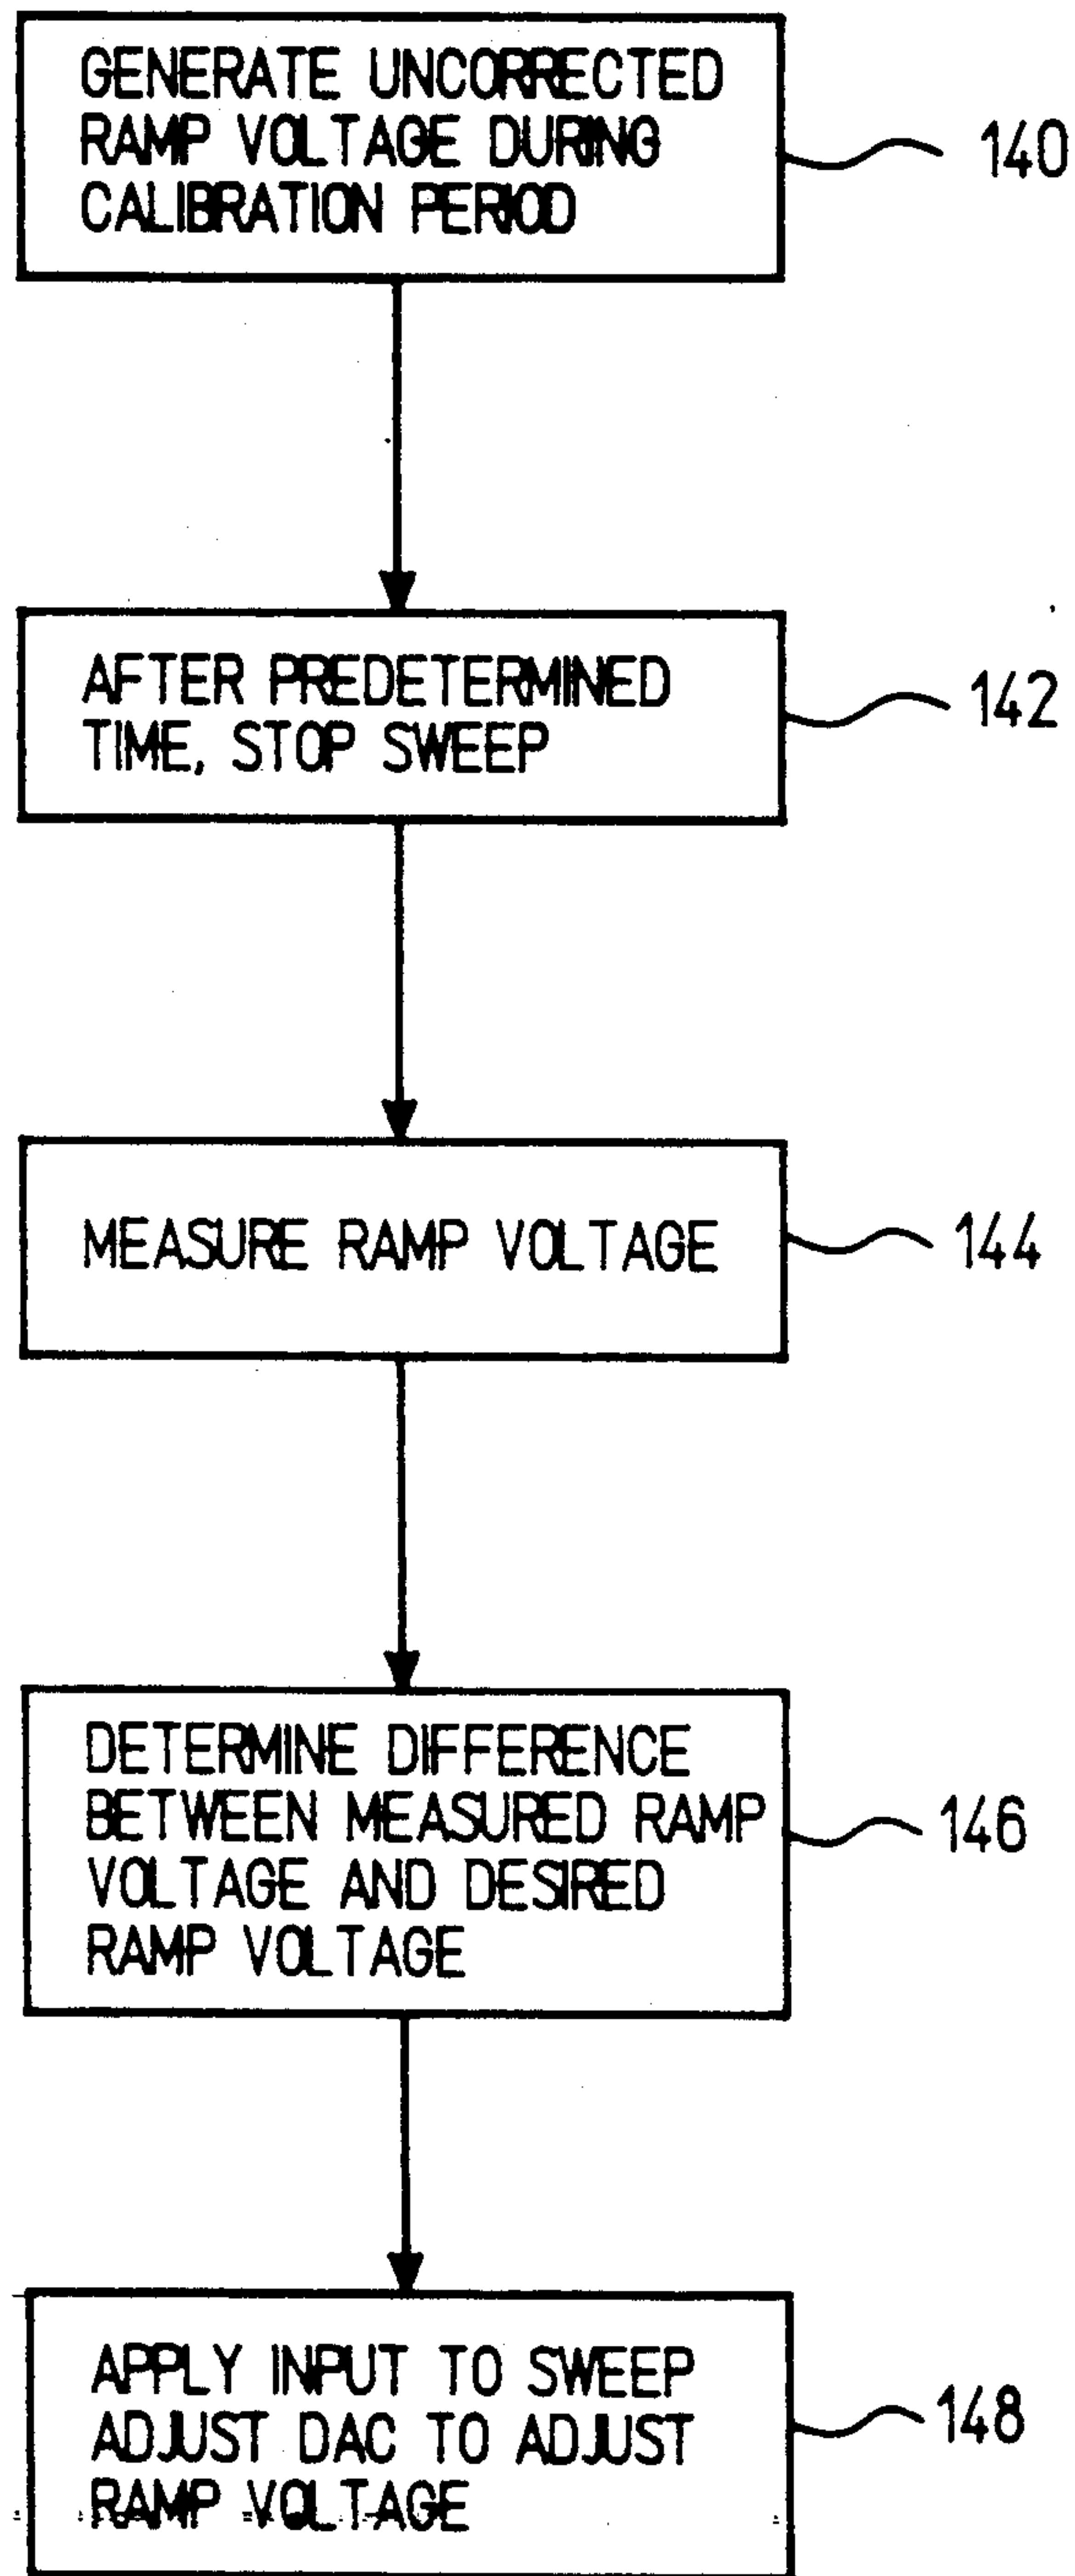 GENERATE UNCORRECTED
RAMP VOLTAGE DURING
CALIBRATION PERIOD
140
AFTER PREDETERMINED
TIME, STOP SWEEP
142
MEASURE RAMP VOLTAGE
144
DETERMINE DIFFERENCE
BETWEEN MEASURED RAMP
VOLTAGE AND DESIRED
RAMP VOLTAGE
146
APPLY INPUT TO SWEEP
ADJUST DAC TO ADJUST
RAMP VOLTAGE
148